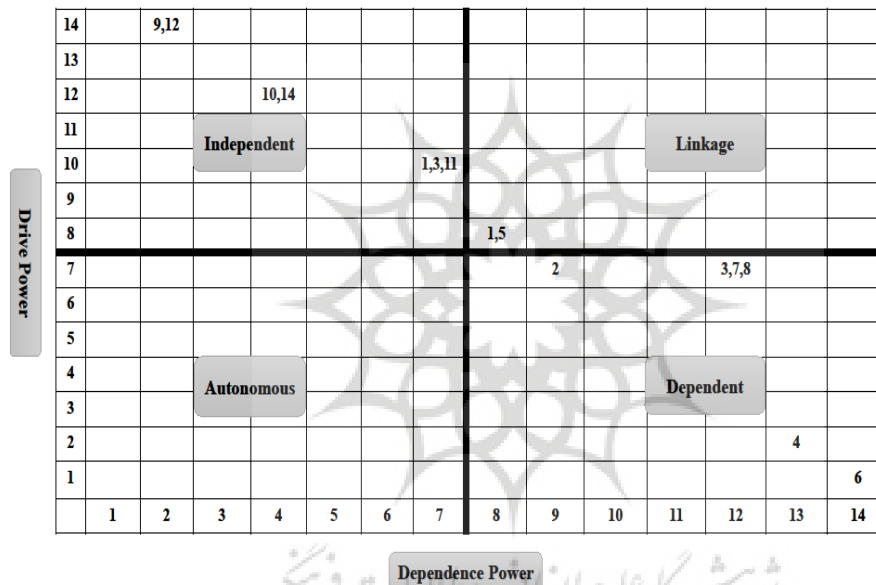 14 9,12
13
12 10,14
11
Independent Linkage
10 1,3,11
9
8 1,5
Drive Power
7 2 3,7,8
6
5
4
Autonomous Dependent
3
2 4
1 6
1 2 3 4 5 6 7 8 9 10 11 12 13 14
Dependence Power